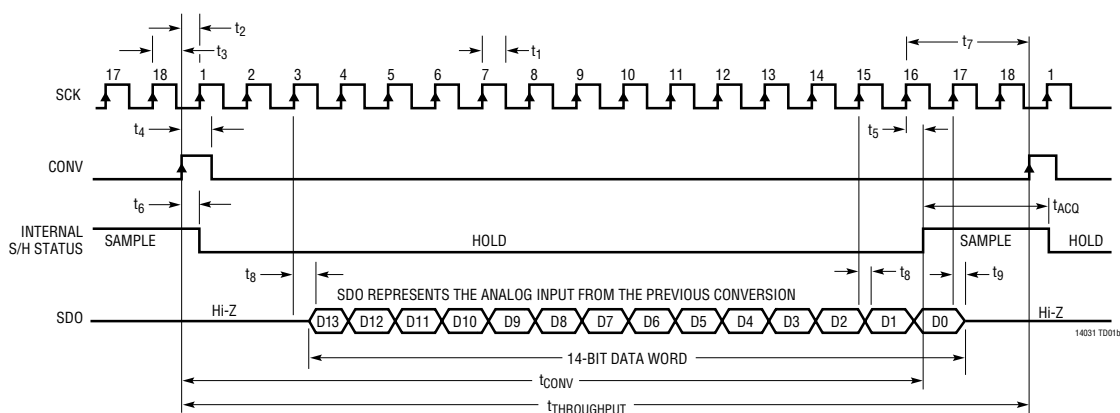 t2
t3
t1
t7
17 18 1 2 3 4 5 6 7 8 9 10 11 12 13 14 15 16 17 18 1
SCK
t4
t5
CONV
t6
tACQ
INTERNAL
S/H STATUS
SAMPLE HOLD SAMPLE HOLD
t8
t8
t9
SDO REPRESENTS THE ANALOG INPUT FROM THE PREVIOUS CONVERSION
Hi-Z Hi-Z
SDO D13 D12 D11 D10 D9 D8 D7 D6 D5 D4 D3 D2 D1 D0
14031 TD01b
14-BIT DATA WORD
tCONV
tTHROUGHPUT